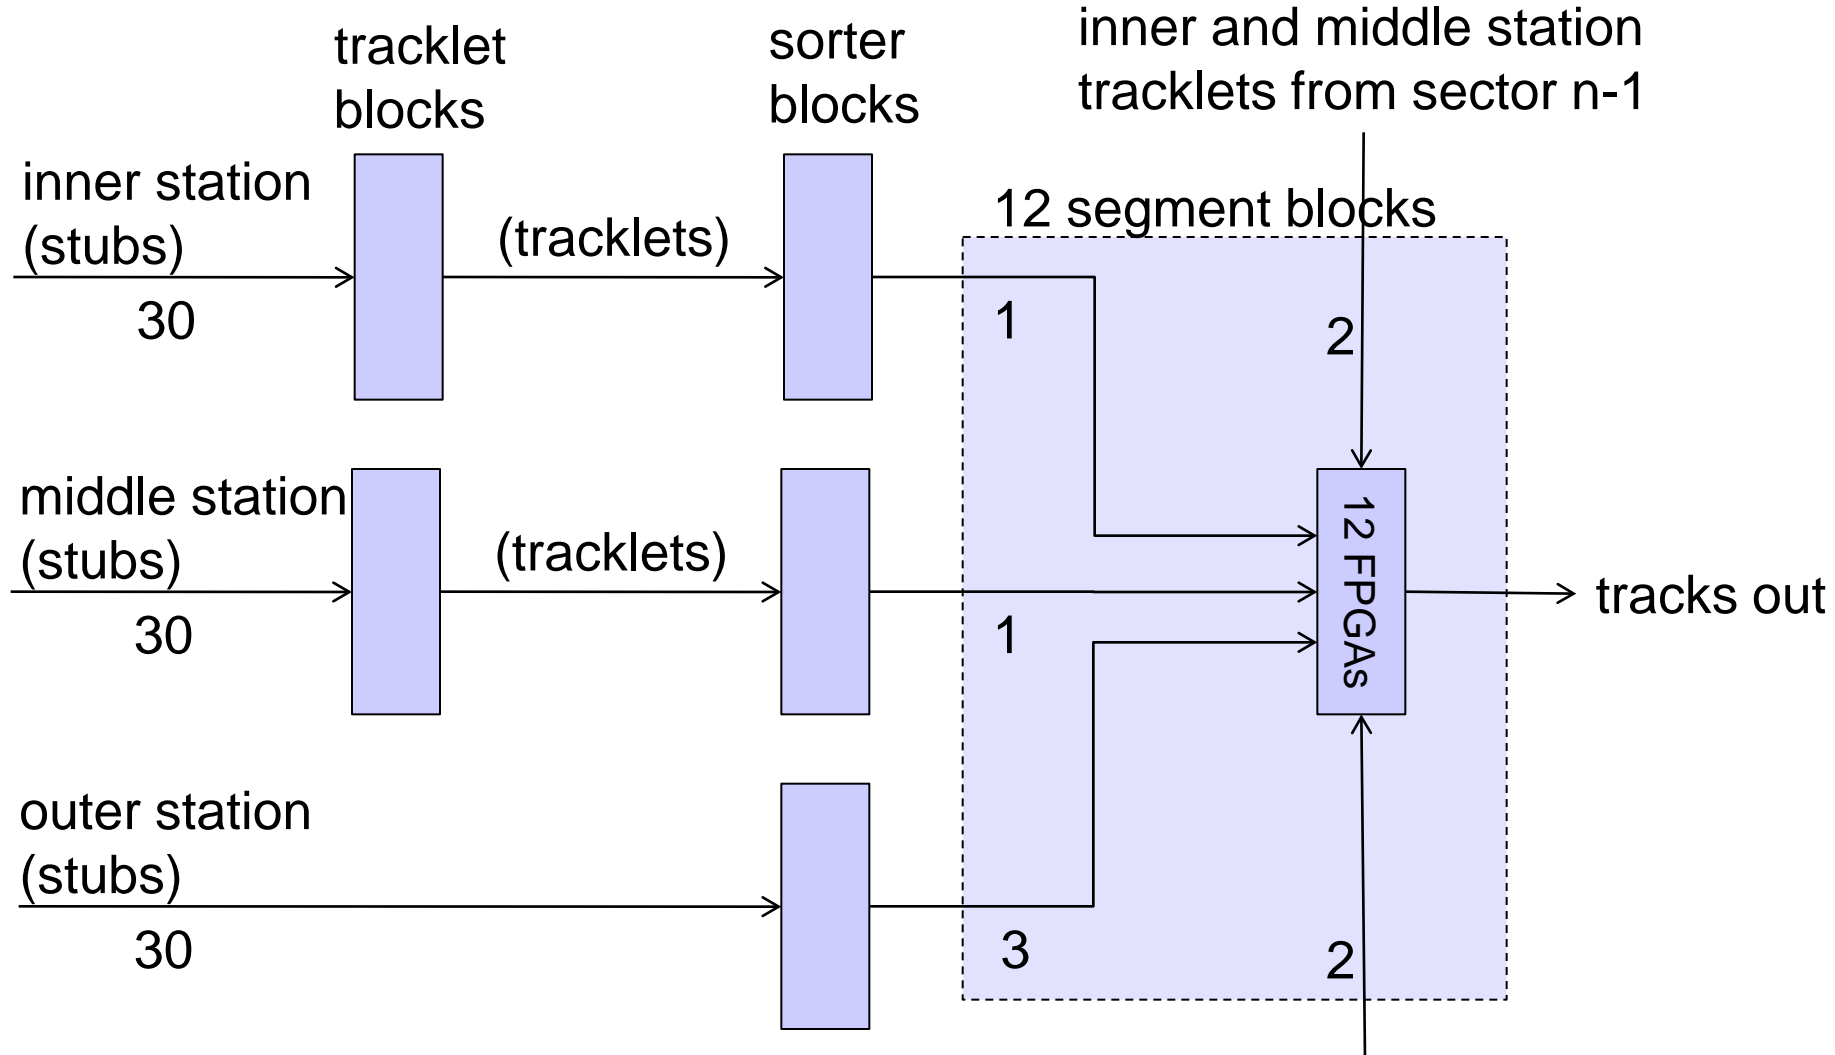 tracklet
blocks
sorter
blocks
inner and middle station
tracklets from sector n-1
inner station
(stubs)
30
(tracklets)
12 segment blocks
1
2
middle station
(stubs)
30
(tracklets)
1
12 FPGAs
tracks out
outer station
(stubs)
30
3
2